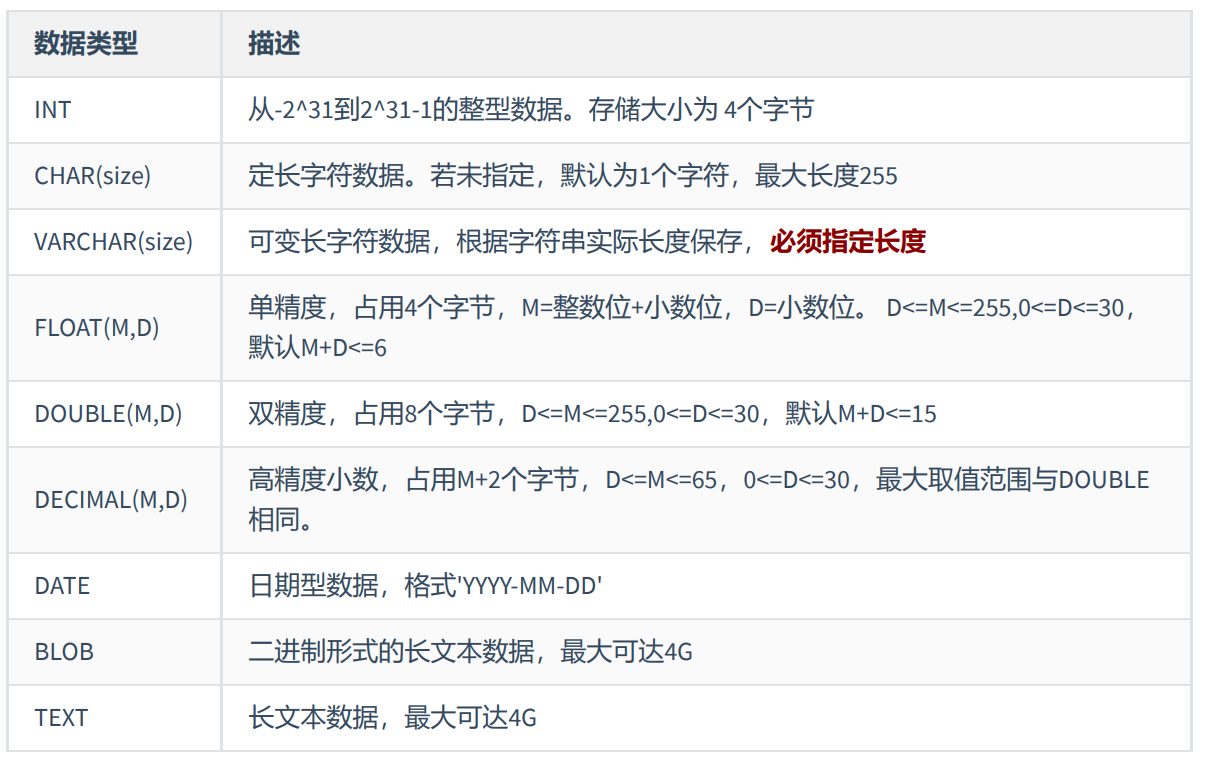 数据类型 描述
INT 从-2^31到2^31-1的整型数据。存储大小为 4个字节
CHAR(size) 定长字符数据。若未指定，默认为1个字符，最大长度255
VARCHAR(size) 可变长字符数据，根据字符串实际长度保存，必须指定长度
FLOAT(M,D) 单精度，占用4个字节，M=整数位+小数位，D=小数位。 D<=M<=255,0<=D<=30，
默认M+D<=6
DOUBLE(M,D) 双精度，占用8个字节，D<=M<=255,0<=D<=30，默认M+D<=15
DECIMAL(M,D) 高精度小数，占用M+2个字节，D<=M<=65，0<=D<=30，最大取值范围与DOUBLE
相同。
DATE 日期型数据，格式'YYYY-MM-DD'
BLOB 二进制形式的长文本数据，最大可达4G
TEXT 长文本数据，最大可达4G